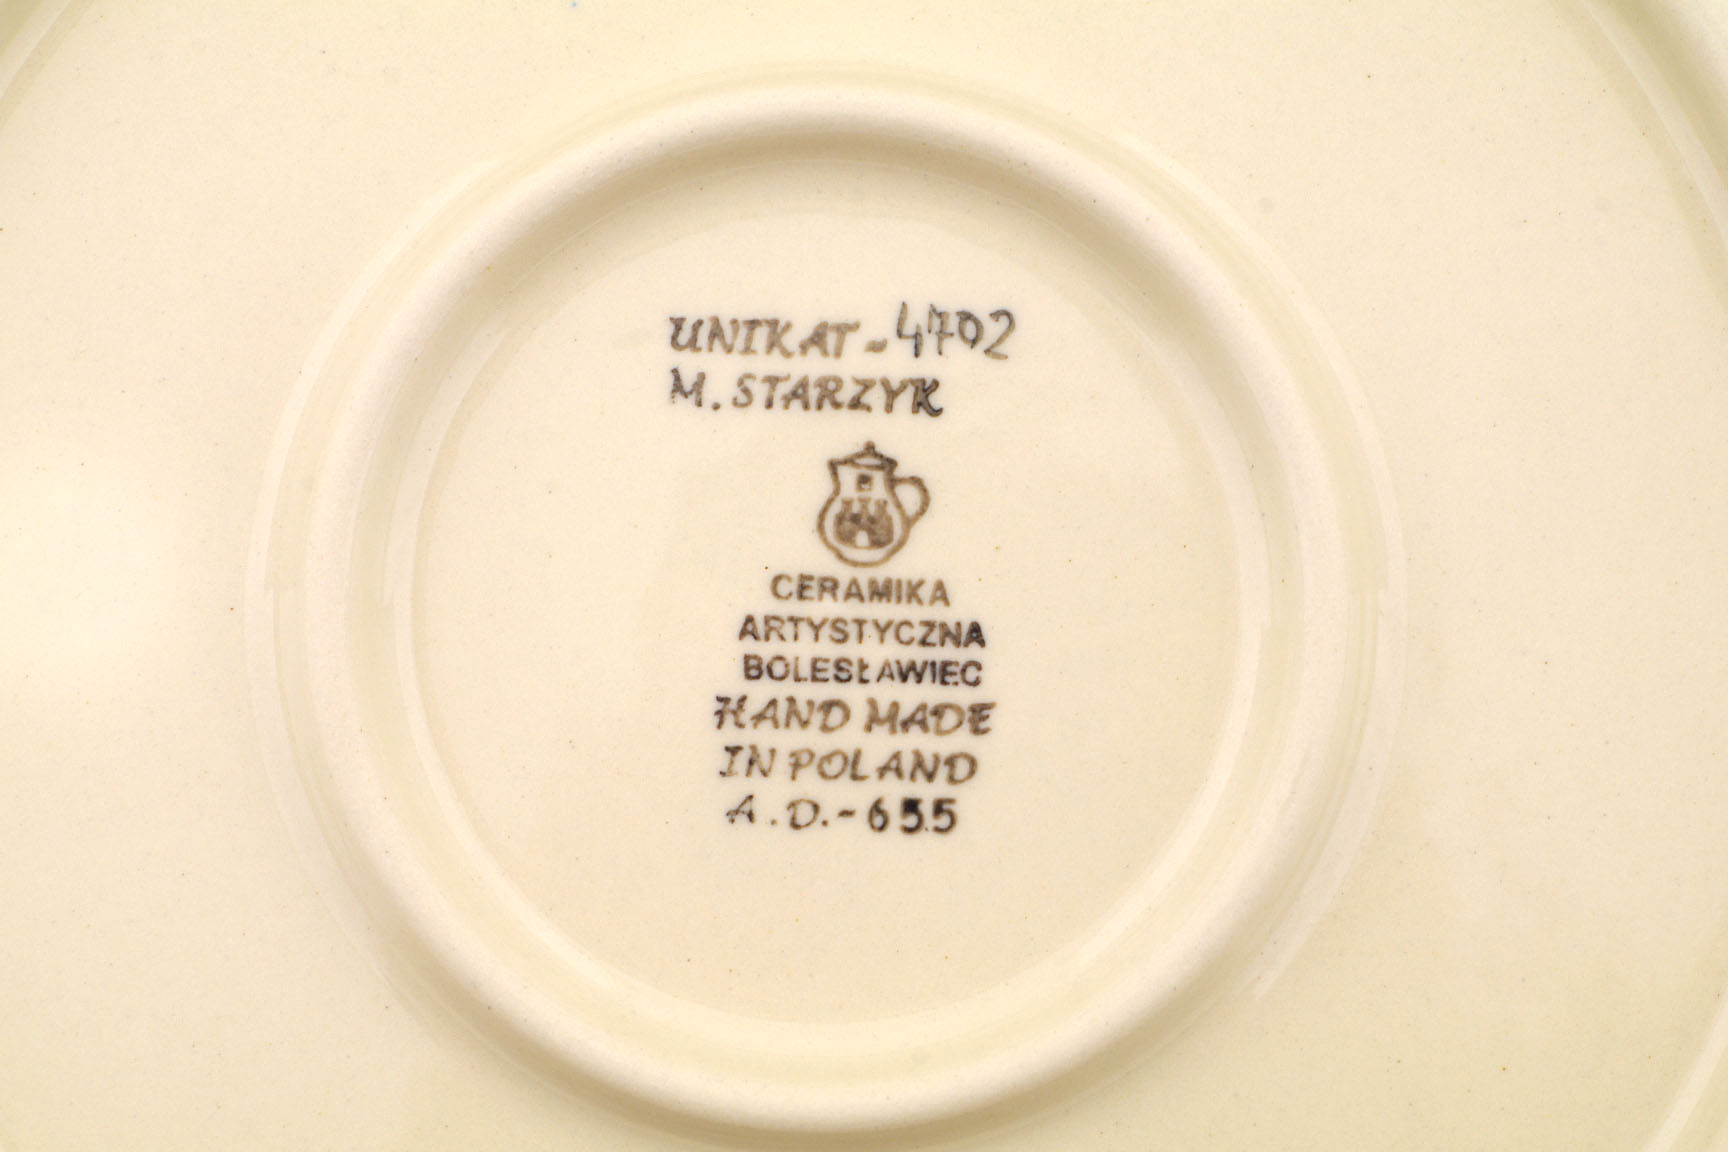 UNIKAT-4702
M. STARZYK
CERAMIKA
ARTYSTYCZNA
BOLESŁAWIEC
HAND MADE
IN POLAND
A.D.-655